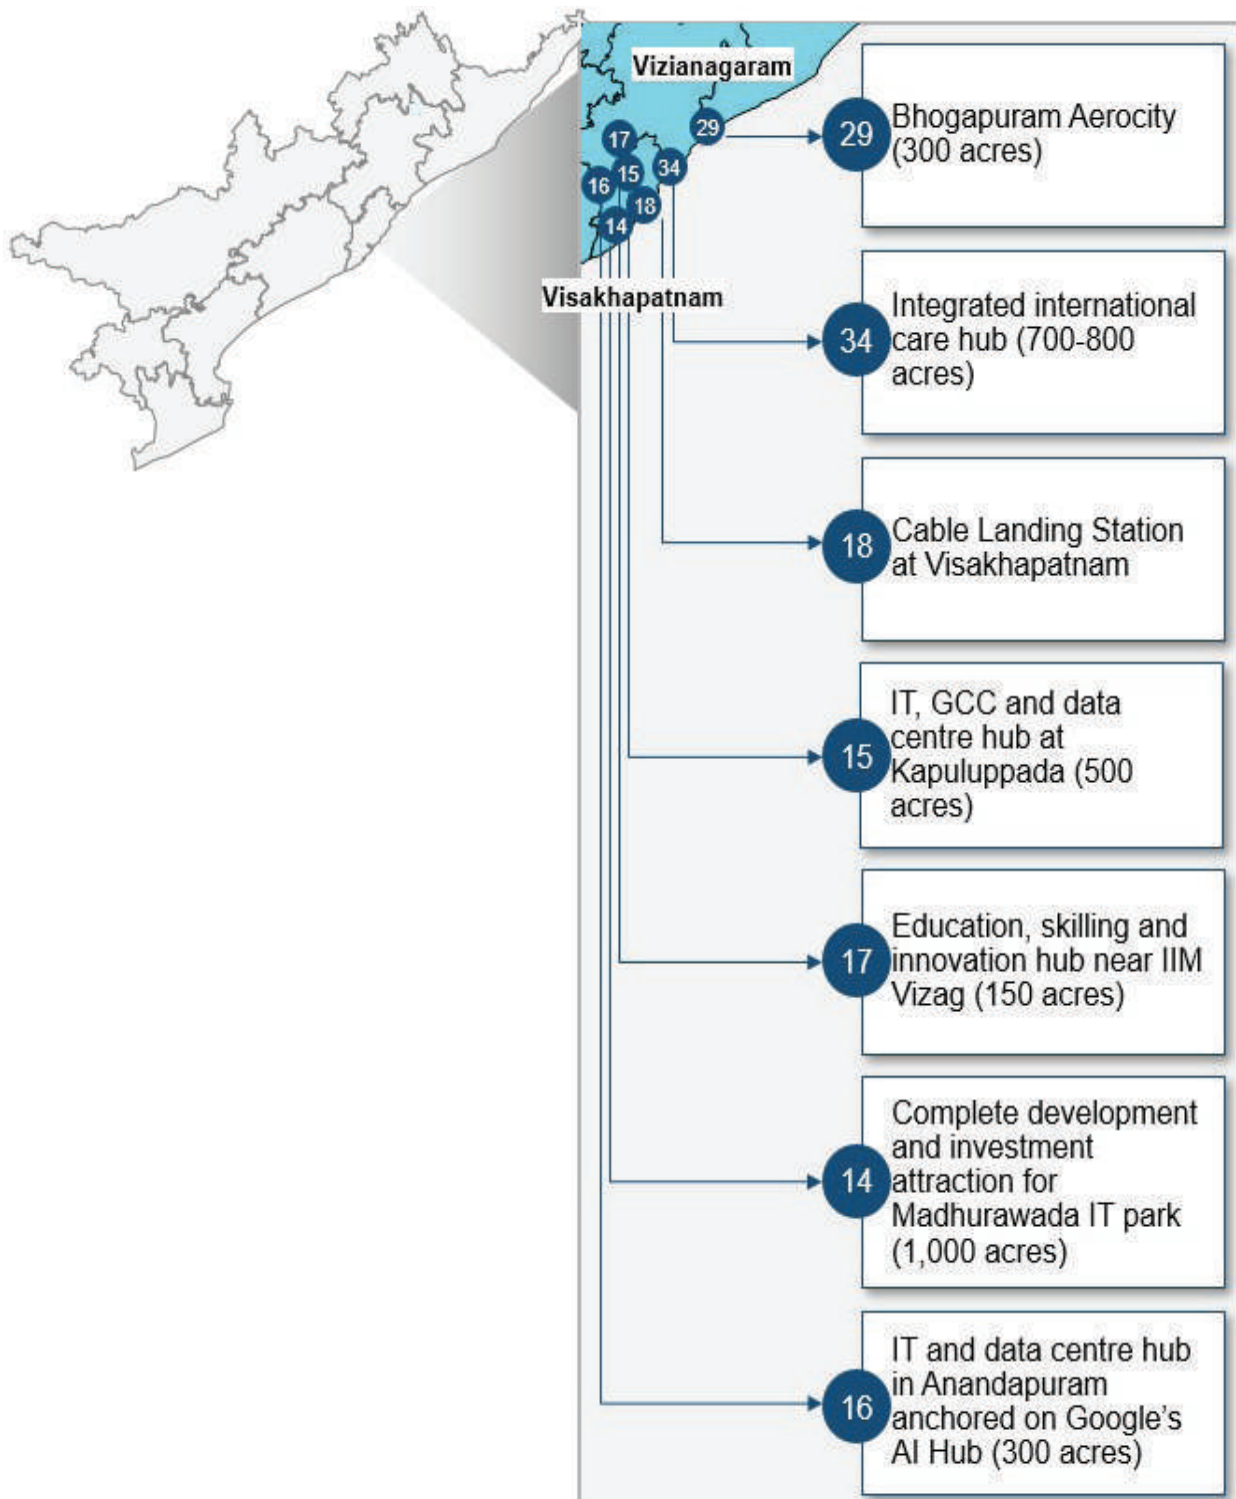 Vizianagaram
29
17
34
15
16
18
14
Visakhapatnam
29
Bhogapuram Aerocity
(300 acres)
34
Integrated international
care hub (700-800
acres)
18
Cable Landing Station
at Visakhapatnam
15
IT, GCC and data
centre hub at
Kapuluppada (500
acres)
17
Education, skilling and
innovation hub near IIM
Vizag (150 acres)
14
Complete development
and investment
attraction for
Madhurawada IT park
(1,000 acres)
16
IT and data centre hub
in Anandapuram
anchored on Google’s
AI Hub (300 acres)